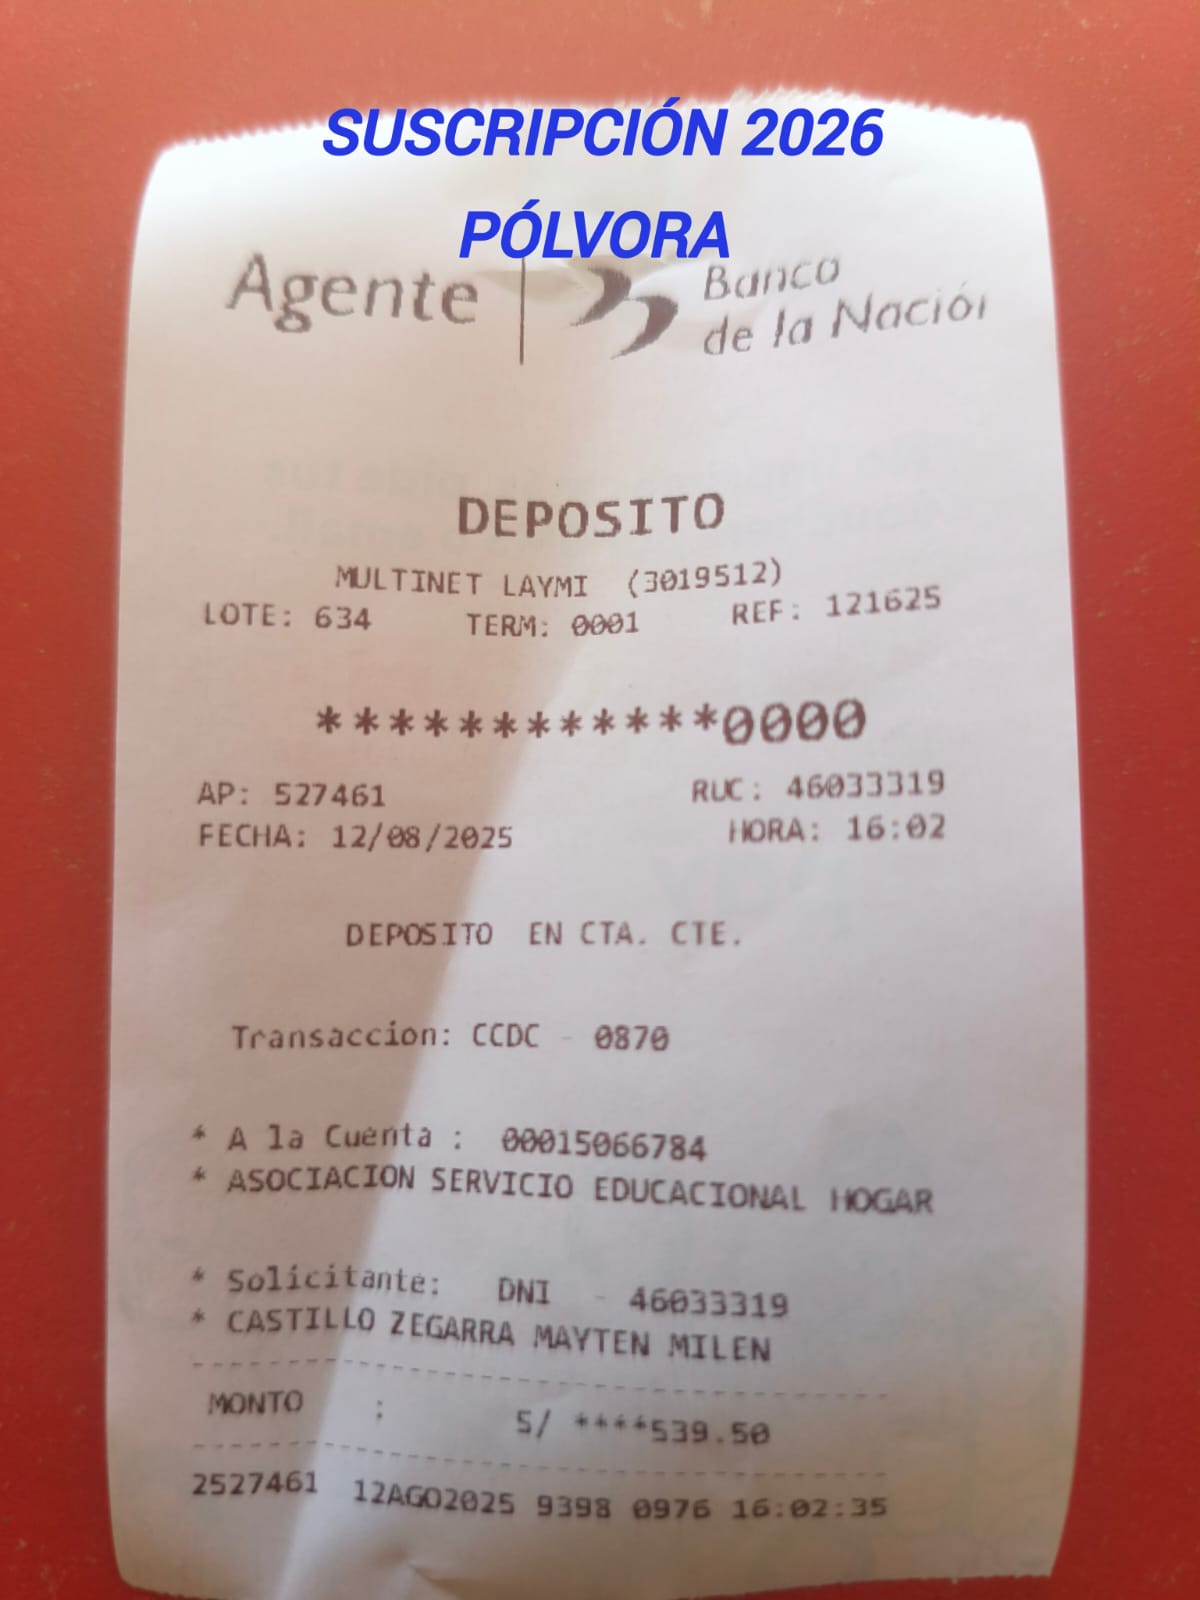 SUSCRIPCIÓN 2026
PÓLVORA
Agente Banco
de la Nación
DEPOSITO
MULTINET LAYMI (3019512)
LOTE: 634 TERM: 0001 REF: 121625
************0000
AP: 527461 RUC: 46033319
FECHA: 12/08/2025 HORA: 16:02
DEPOSITO EN CTA. CTE.
Transaccion: CCDC - 0870
* A la Cuenta : 00015066784
* ASOCIACION SERVICIO EDUCACIONAL HOGAR
* Solicitante: DNI - 46033319
* CASTILLO ZEGARRA MAYTEN MILEN
MONTO : S/ ****539.50
2527461 12AGO2025 9398 0976 16:02:35